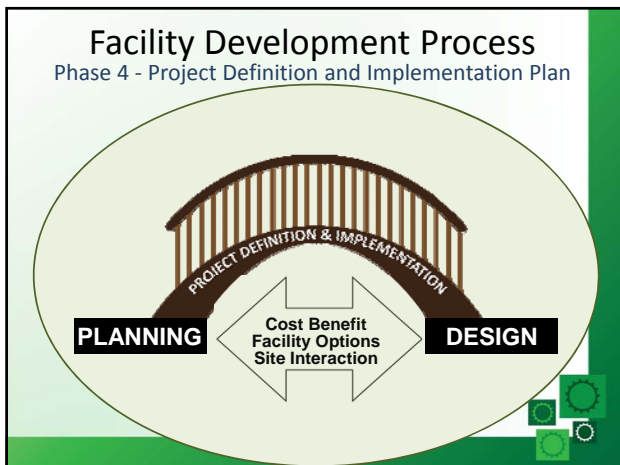 Facility Development Process
Phase 4 - Project Definition and Implementation Plan
PROJECT DEFINITION & IMPLEMENTATION
PLANNING
Cost Benefit
Facility Options
Site Interaction
DESIGN